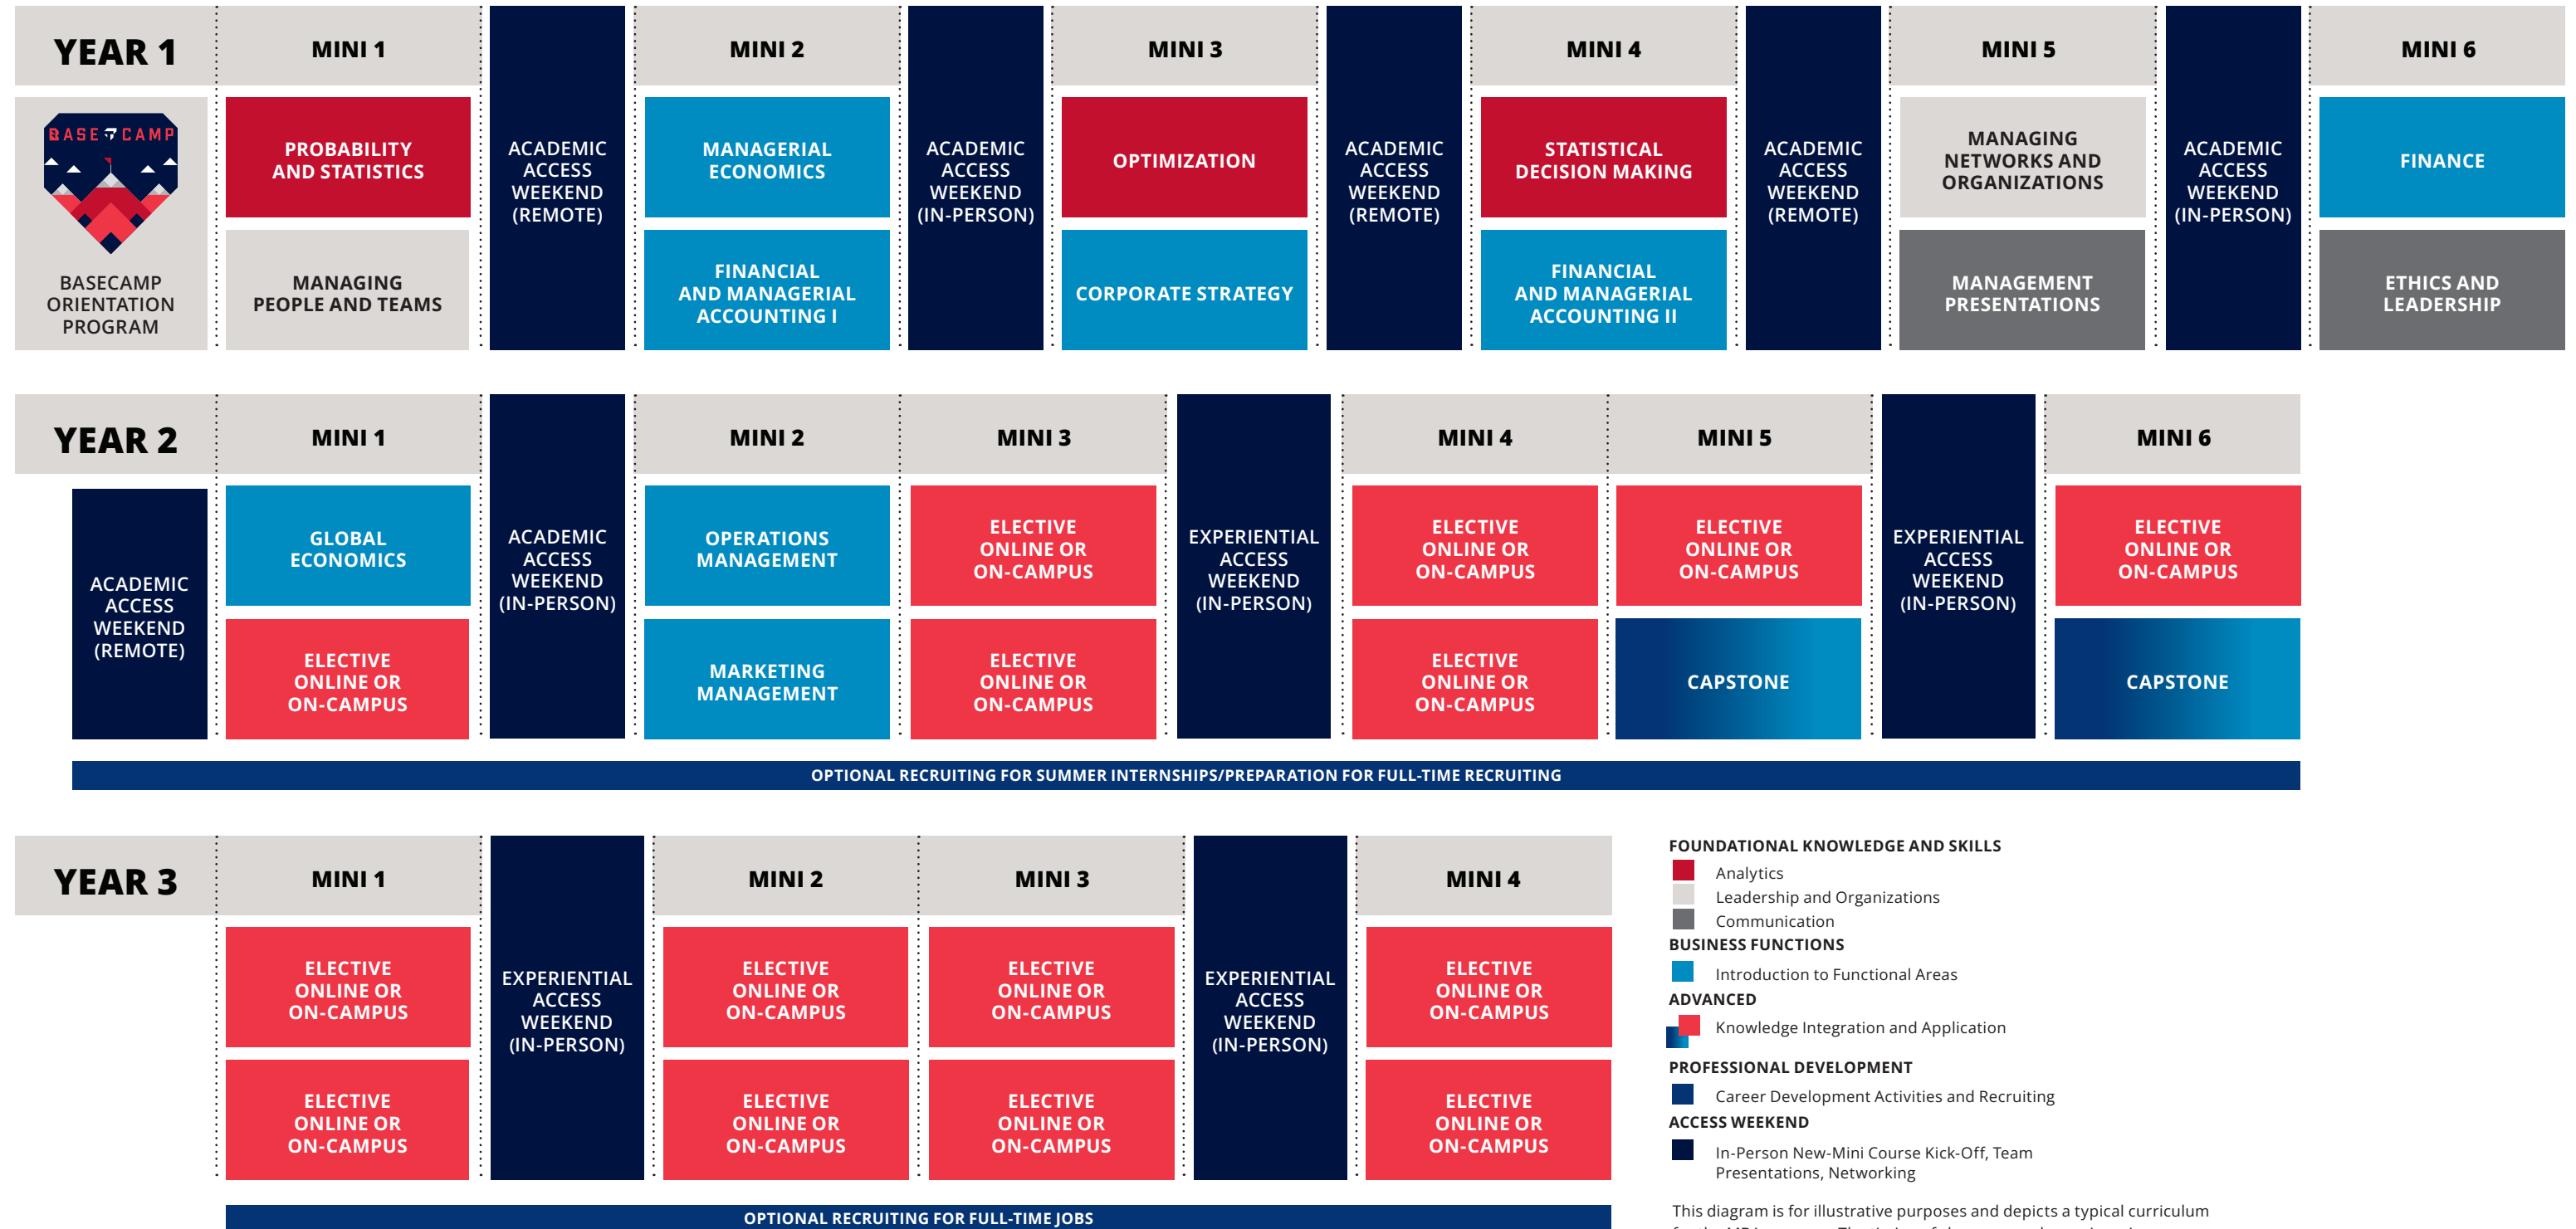 YEAR 1
MINI 1
MINI 2
MINI 3
MINI 4
MINI 5
MINI 6
BASE CAMP
BASECAMP
ORIENTATION
PROGRAM
PROBABILITY
AND STATISTICS
MANAGING
PEOPLE AND TEAMS
ACADEMIC
ACCESS
WEEKEND
(REMOTE)
MANAGERIAL
ECONOMICS
FINANCIAL
AND MANAGERIAL
ACCOUNTING I
ACADEMIC
ACCESS
WEEKEND
(IN-PERSON)
OPTIMIZATION
CORPORATE STRATEGY
ACADEMIC
ACCESS
WEEKEND
(REMOTE)
STATISTICAL
DECISION MAKING
FINANCIAL
AND MANAGERIAL
ACCOUNTING II
ACADEMIC
ACCESS
WEEKEND
(REMOTE)
MANAGING
NETWORKS AND
ORGANIZATIONS
MANAGEMENT
PRESENTATIONS
ACADEMIC
ACCESS
WEEKEND
(IN-PERSON)
FINANCE
ETHICS AND
LEADERSHIP
YEAR 2
MINI 1
MINI 2
MINI 3
MINI 4
MINI 5
MINI 6
ACADEMIC
ACCESS
WEEKEND
(REMOTE)
GLOBAL
ECONOMICS
ELECTIVE
ONLINE OR
ON-CAMPUS
ACADEMIC
ACCESS
WEEKEND
(IN-PERSON)
OPERATIONS
MANAGEMENT
MARKETING
MANAGEMENT
ELECTIVE
ONLINE OR
ON-CAMPUS
ELECTIVE
ONLINE OR
ON-CAMPUS
EXPERIENTIAL
ACCESS
WEEKEND
(IN-PERSON)
ELECTIVE
ONLINE OR
ON-CAMPUS
ELECTIVE
ONLINE OR
ON-CAMPUS
ELECTIVE
ONLINE OR
ON-CAMPUS
CAPSTONE
EXPERIENTIAL
ACCESS
WEEKEND
(IN-PERSON)
ELECTIVE
ONLINE OR
ON-CAMPUS
CAPSTONE
OPTIONAL RECRUITING FOR SUMMER INTERNSHIPS/PREPARATION FOR FULL-TIME RECRUITING
YEAR 3
MINI 1
MINI 2
MINI 3
MINI 4
ELECTIVE
ONLINE OR
ON-CAMPUS
ELECTIVE
ONLINE OR
ON-CAMPUS
EXPERIENTIAL
ACCESS
WEEKEND
(IN-PERSON)
ELECTIVE
ONLINE OR
ON-CAMPUS
ELECTIVE
ONLINE OR
ON-CAMPUS
ELECTIVE
ONLINE OR
ON-CAMPUS
ELECTIVE
ONLINE OR
ON-CAMPUS
EXPERIENTIAL
ACCESS
WEEKEND
(IN-PERSON)
ELECTIVE
ONLINE OR
ON-CAMPUS
ELECTIVE
ONLINE OR
ON-CAMPUS
OPTIONAL RECRUITING FOR FULL-TIME JOBS
FOUNDATIONAL KNOWLEDGE AND SKILLS
Analytics
Leadership and Organizations
Communication
BUSINESS FUNCTIONS
Introduction to Functional Areas
ADVANCED
Knowledge Integration and Application
PROFESSIONAL DEVELOPMENT
Career Development Activities and Recruiting
ACCESS WEEKEND
In-Person New-Mini Course Kick-Off, Team
Presentations, Networking
This diagram is for illustrative purposes and depicts a typical curriculum